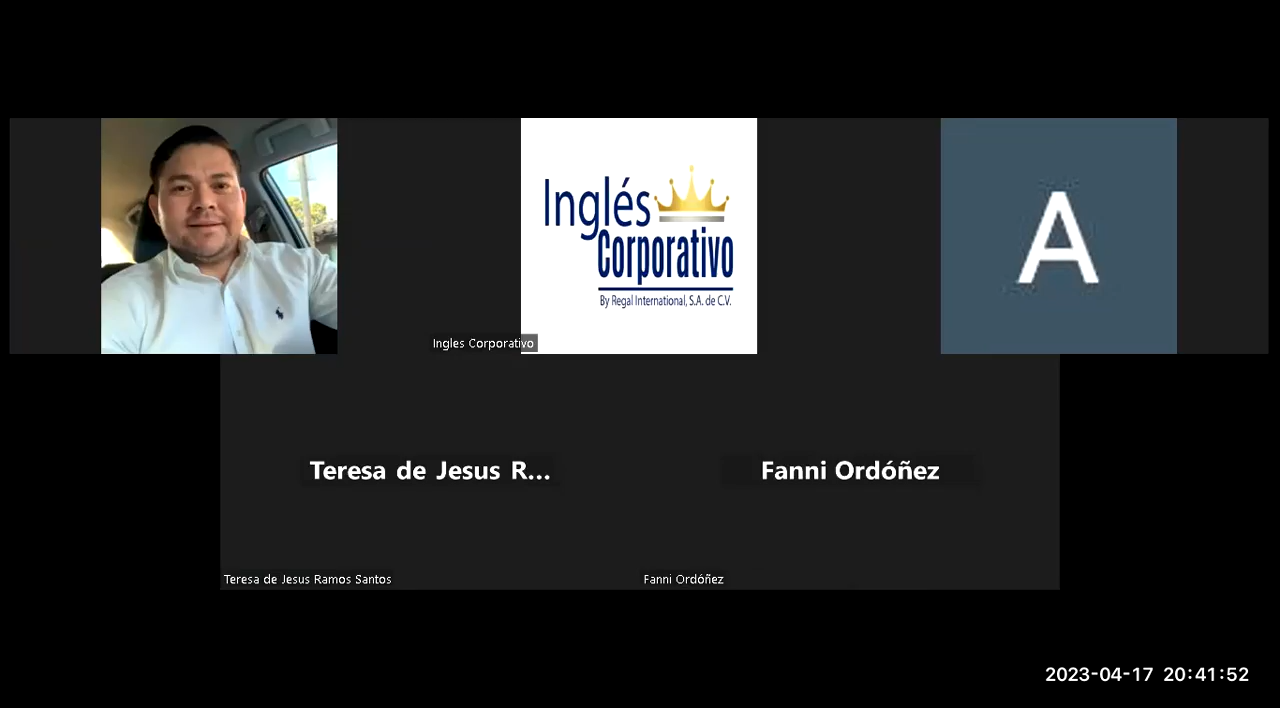 Inglés
Corporativo
By Regal International, S.A. de C.V.
Ingles Corporativo
A
Teresa de Jesus R...
Fanni Ordóñez
Teresa de Jesus Ramos Santos
Fanni Ordóñez
2023-04-17 20:41:52